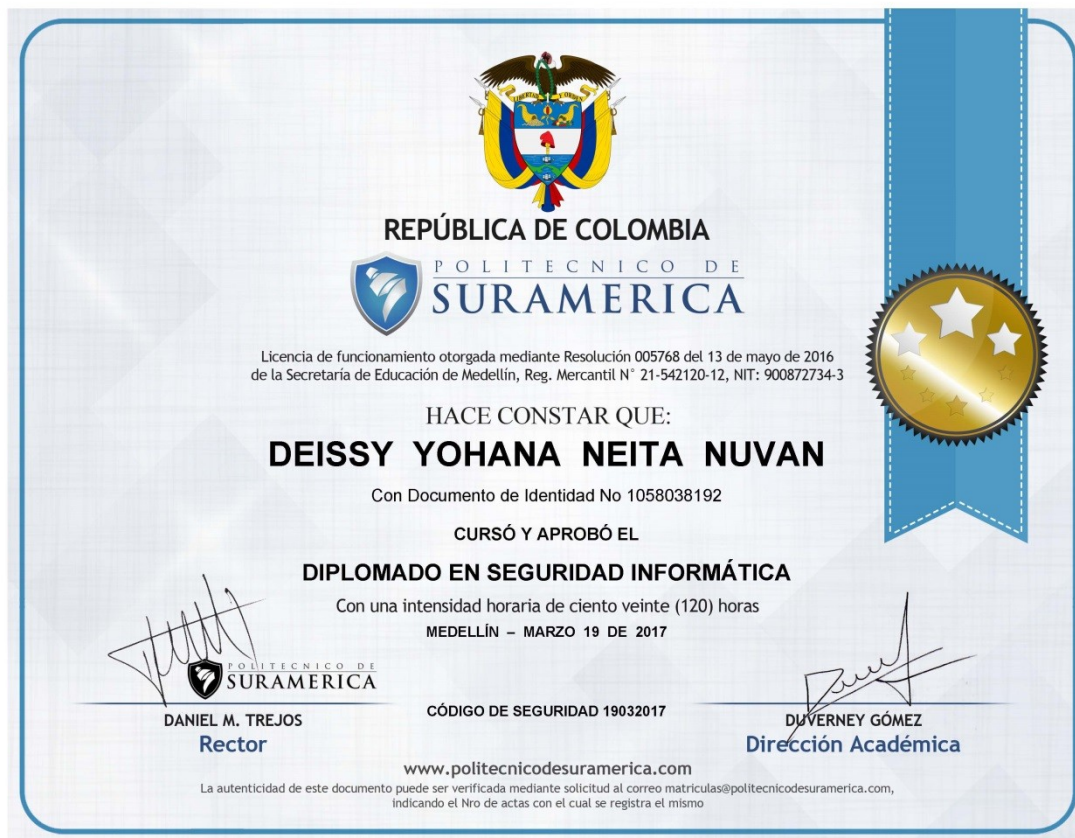 LIBERTAD Y ORDEN
REPÚBLICA DE COLOMBIA
POLITECNICO DE
SURAMERICA
Licencia de funcionamiento otorgada mediante Resolución 005768 del 13 de mayo de 2016
de la Secretaría de Educación de Medellín, Reg. Mercantil N° 21-542120-12, NIT: 900872734-3
HACE CONSTAR QUE:
DEISSY YOHANA NEITA NUVAN
Con Documento de Identidad No 1058038192
CURSÓ Y APROBÓ EL
DIPLOMADO EN SEGURIDAD INFORMÁTICA
Con una intensidad horaria de ciento veinte (120) horas
MEDELLÍN – MARZO 19 DE 2017
POLITECNICO DE
SURAMERICA
DANIEL M. TREJOS
Rector
CÓDIGO DE SEGURIDAD 19032017
DUVERNEY GÓMEZ
Dirección Académica
www.politecnicodesuramerica.com
La autenticidad de este documento puede ser verificada mediante solicitud al correo matriculas@politecnicodesuramerica.com,
indicando el Nro de actas con el cual se registra el mismo